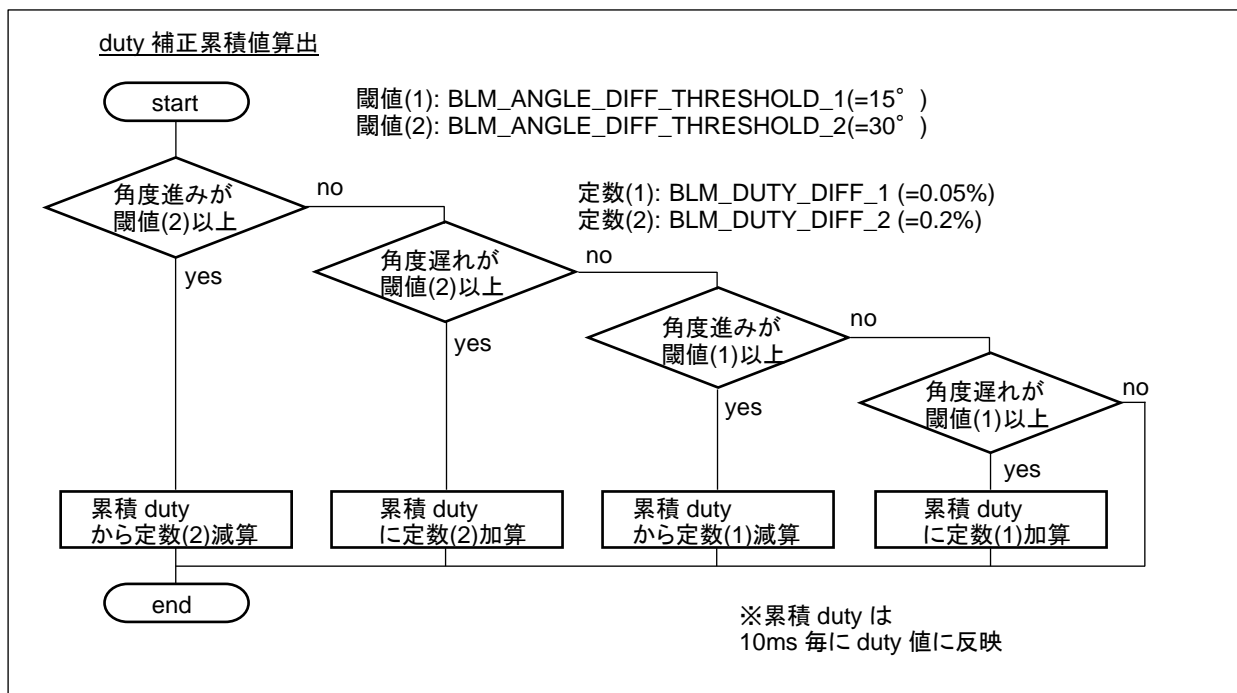 duty 補正累積値算出
start
閾値(1): BLM_ANGLE_DIFF_THRESHOLD_1(=15°)
閾値(2): BLM_ANGLE_DIFF_THRESHOLD_2(=30°)
定数(1): BLM_DUTY_DIFF_1 (=0.05%)
定数(2): BLM_DUTY_DIFF_2 (=0.2%)
角度進みが
閾値(2)以上
no
yes
角度遅れが
閾値(2)以上
no
yes
角度進みが
閾値(1)以上
no
yes
角度遅れが
閾値(1)以上
no
yes
累積 duty
から定数(2)減算
累積 duty
に定数(2)加算
累積 duty
から定数(1)減算
累積 duty
に定数(1)加算
end
※累積 duty は
10ms 毎に duty 値に反映